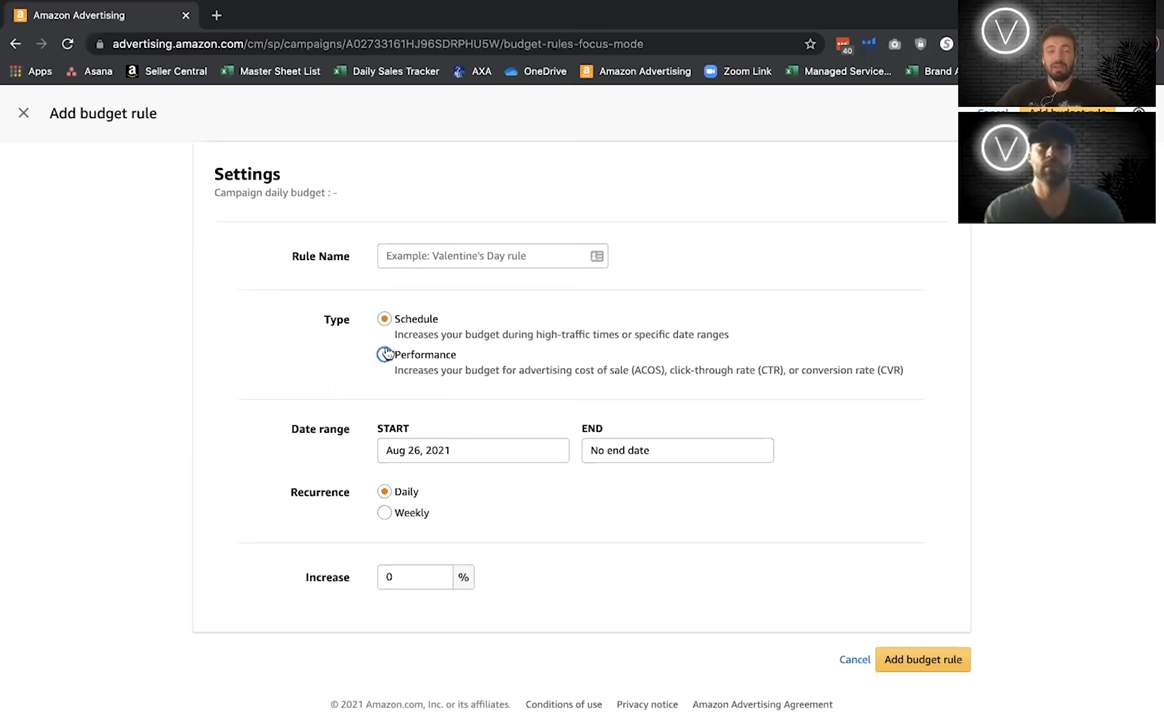 Amazon Advertising
advertising.amazon.com/cm/sp/campaigns/A02733161HJ96SDRPHU5W/budget-rules-focus-mode
40
S
Apps
Asana
Seller Central
Master Sheet List
Daily Sales Tracker
AXA
OneDrive
Amazon Advertising
Zoom Link
Managed Service...
Brand A
V
V
Add budget rule
Settings
Campaign daily budget : -
Rule Name
Example: Valentine's Day rule
Type
Schedule
Increases your budget during high-traffic times or specific date ranges
Performance
Increases your budget for advertising cost of sale (ACOS), click-through rate (CTR), or conversion rate (CVR)
Date range
START
END
Aug 26, 2021
No end date
Recurrence
Daily
Weekly
Increase
0
%
Cancel
Add budget rule
© 2021 Amazon.com, Inc. or its affiliates.
Conditions of use
Privacy notice
Amazon Advertising Agreement